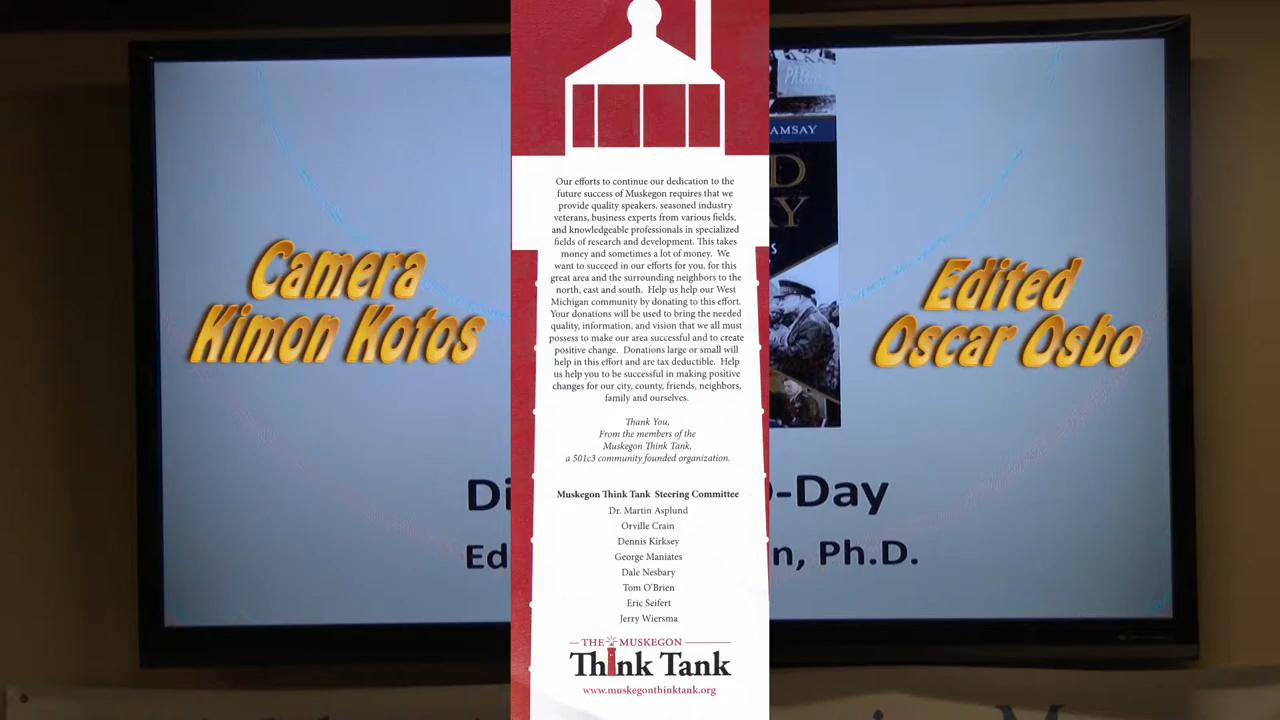 Camera
Kimon Kotos
Our efforts to continue our dedication to the
future success of Muskegon requires that we
provide quality speakers, seasoned industry
veterans, business experts from various fields,
and knowledgeable professionals in specialized
fields of research and development. This takes
money and sometimes a lot of money. We
want to succeed in our efforts for you, for this
great area and the surrounding neighbors to the
north, east and south. Help us help our West
Michigan community by donating to this effort.
Your donations will be used to bring the needed
quality, information, and vision that we all must
possess to make our area successful and to create
positive change. Donations large or small will
help in this effort and are tax deductible. Help
us help you to be successful in making positive
changes for our city, county, friends, neighbors,
family and ourselves.
Thank You,
From the members of the
Muskegon Think Tank,
a 501c3 community founded organization.
Muskegon Think Tank Steering Committee
Dr. Martin Asplund
Orville Crain
Dennis Kirksey
George Maniates
Dale Nesbary
Tom O'Brien
Eric Seifert
Jerry Wiersma
THE MUSKEGON
Think Tank
www.muskegonthinktank.org
Edited
Oscar Osbo
AMSAY
D
AY
S
Di -Day
Ed n, Ph.D.